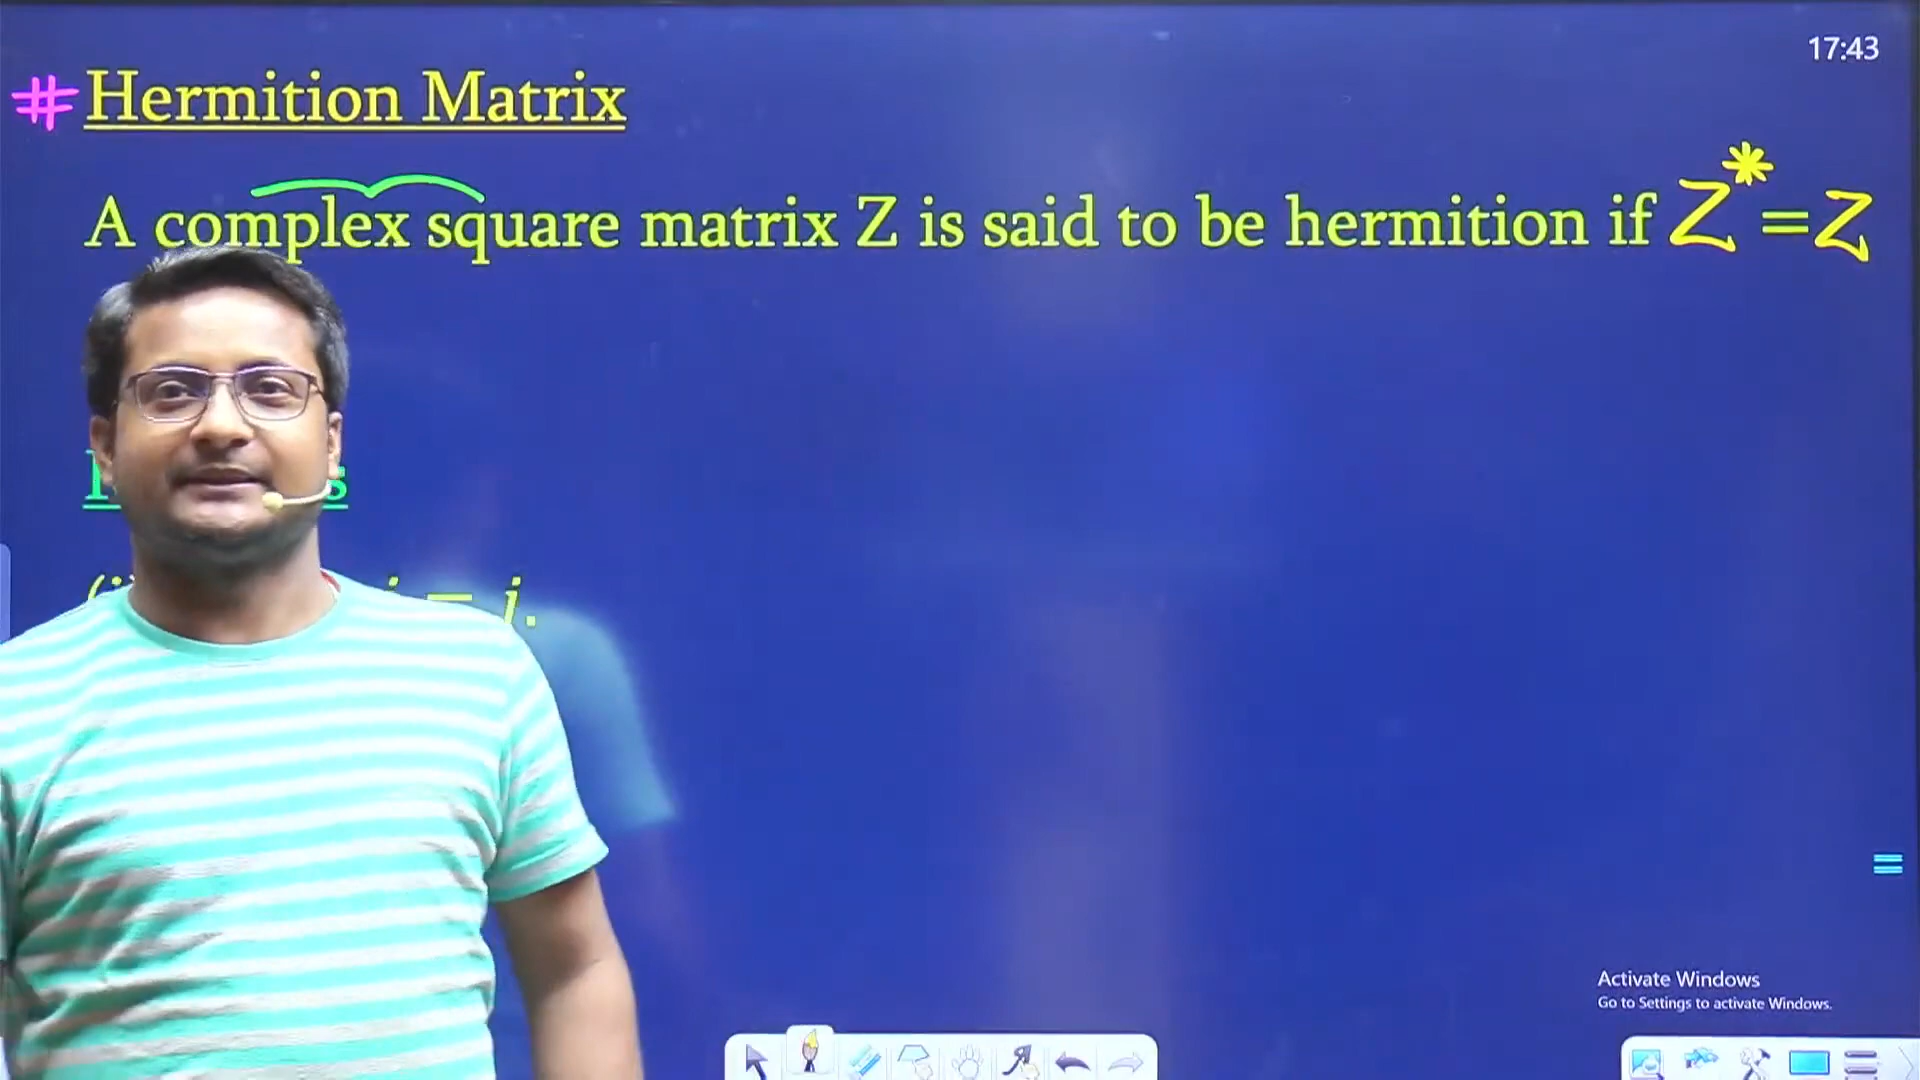 17:43
# Hermition Matrix
A complex square matrix Z is said to be hermition if Z* = Z
i = j.
Activate Windows
Go to Settings to activate Windows.